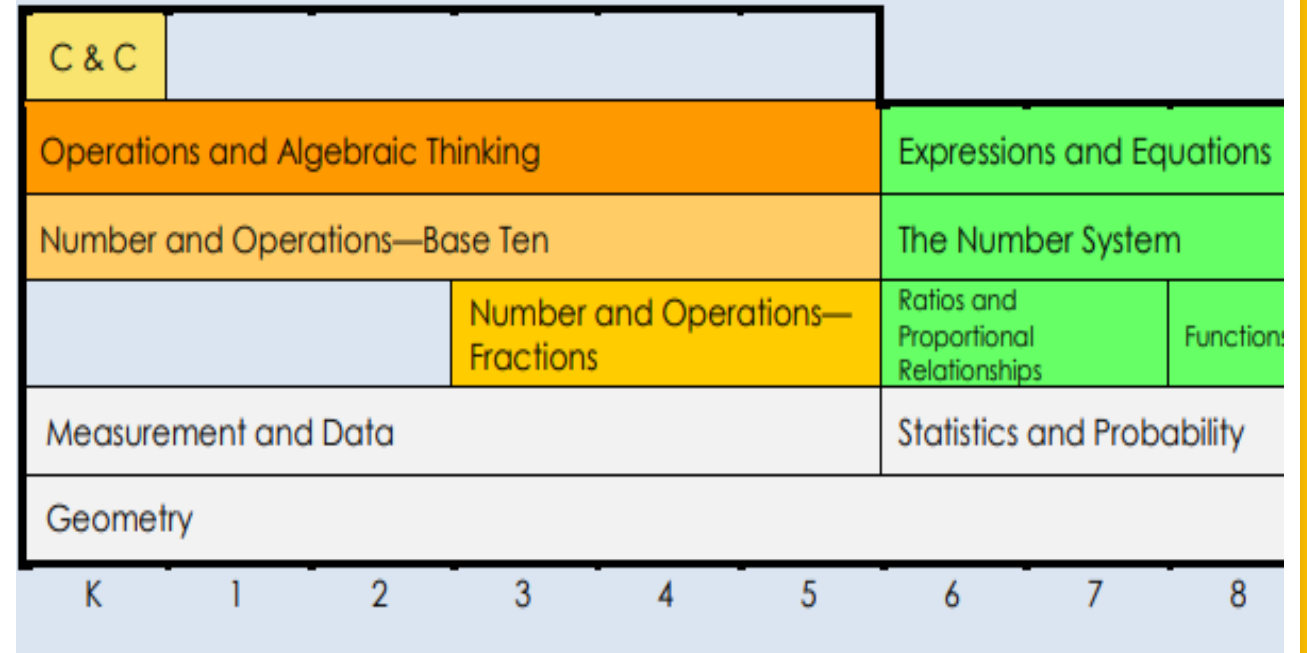 C & C
Operations and Algebraic Thinking
Expressions and Equations
Number and Operations—Base Ten
The Number System
Number and Operations—
Fractions
Ratios and
Proportional
Relationships
Functions
Measurement and Data
Statistics and Probability
Geometry
K 1 2 3 4 5 6 7 8